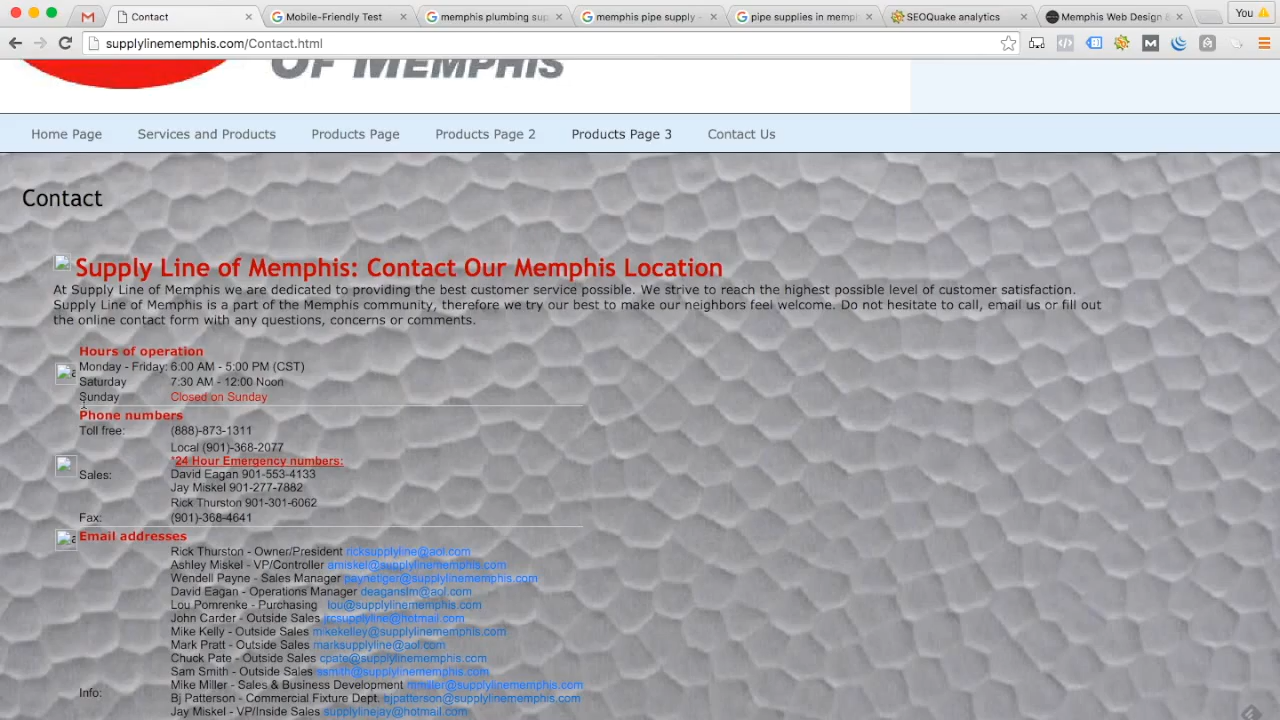 Contact
Mobile-Friendly Test
memphis plumbing sup
memphis pipe supply -
pipe supplies in memp
SEOQuake analytics
Memphis Web Design &
You
supplylinememphis.com/Contact.html
OF MEMPHIS
Home Page
Services and Products
Products Page
Products Page 2
Products Page 3
Contact Us
Contact
Supply Line of Memphis: Contact Our Memphis Location
At Supply Line of Memphis we are dedicated to providing the best customer service possible. We strive to reach the highest possible level of customer satisfaction.
Supply Line of Memphis is a part of the Memphis community, therefore we try our best to make our neighbors feel welcome. Do not hesitate to call, email us or fill out
the online contact form with any questions, concerns or comments.
Hours of operation
Monday - Friday: 6:00 AM - 5:00 PM (CST)
Saturday 7:30 AM - 12:00 Noon
Sunday Closed on Sunday
Phone numbers
Toll free: (888)-873-1311
Local (901)-368-2077
*24 Hour Emergency numbers:
Sales: David Eagan 901-553-4133
Jay Miskel 901-277-7882
Rick Thurston 901-301-6062
Fax: (901)-368-4641
Email addresses
Rick Thurston - Owner/President ricksupplyline@aol.com
Ashley Miskel - VP/Controller amiskel@supplylinememphis.com
Wendell Payne - Sales Manager paynetiger@supplylinememphis.com
David Eagan - Operations Manager deaganslm@aol.com
Lou Pomrenke - Purchasing lou@supplylinememphis.com
John Carder - Outside Sales jrcsupplyline@hotmail.com
Mike Kelly - Outside Sales mikekelley@supplylinememphis.com
Mark Pratt - Outside Sales marksupplyline@aol.com
Chuck Pate - Outside Sales cpate@supplylinememphis.com
Sam Smith - Outside Sales ssmith@supplylinememphis.com
Mike Miller - Sales & Business Development mmiller@supplylinememphis.com
Info: Bj Patterson - Commercial Fixture Dept. bjpatterson@supplylinememphis.com
Jay Miskel - VP/Inside Sales supplylinejay@hotmail.com